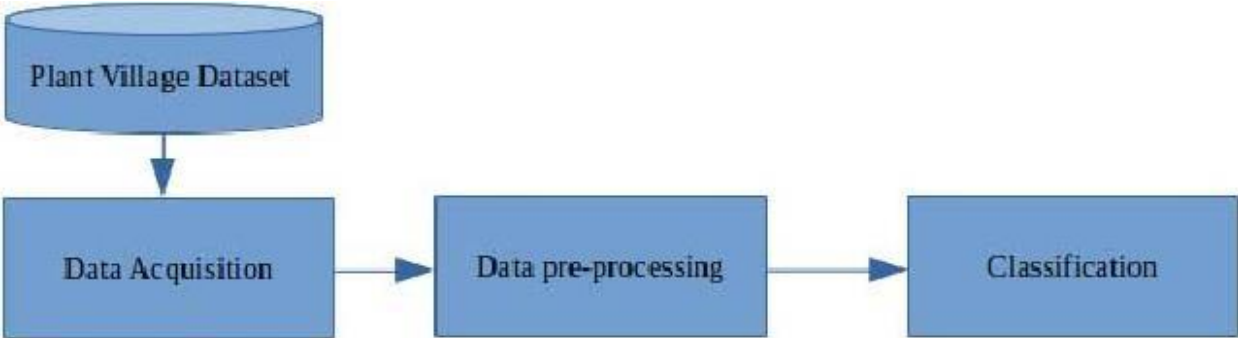 Plant Village Dataset
Data Acquisition
Data pre-processing
Classification